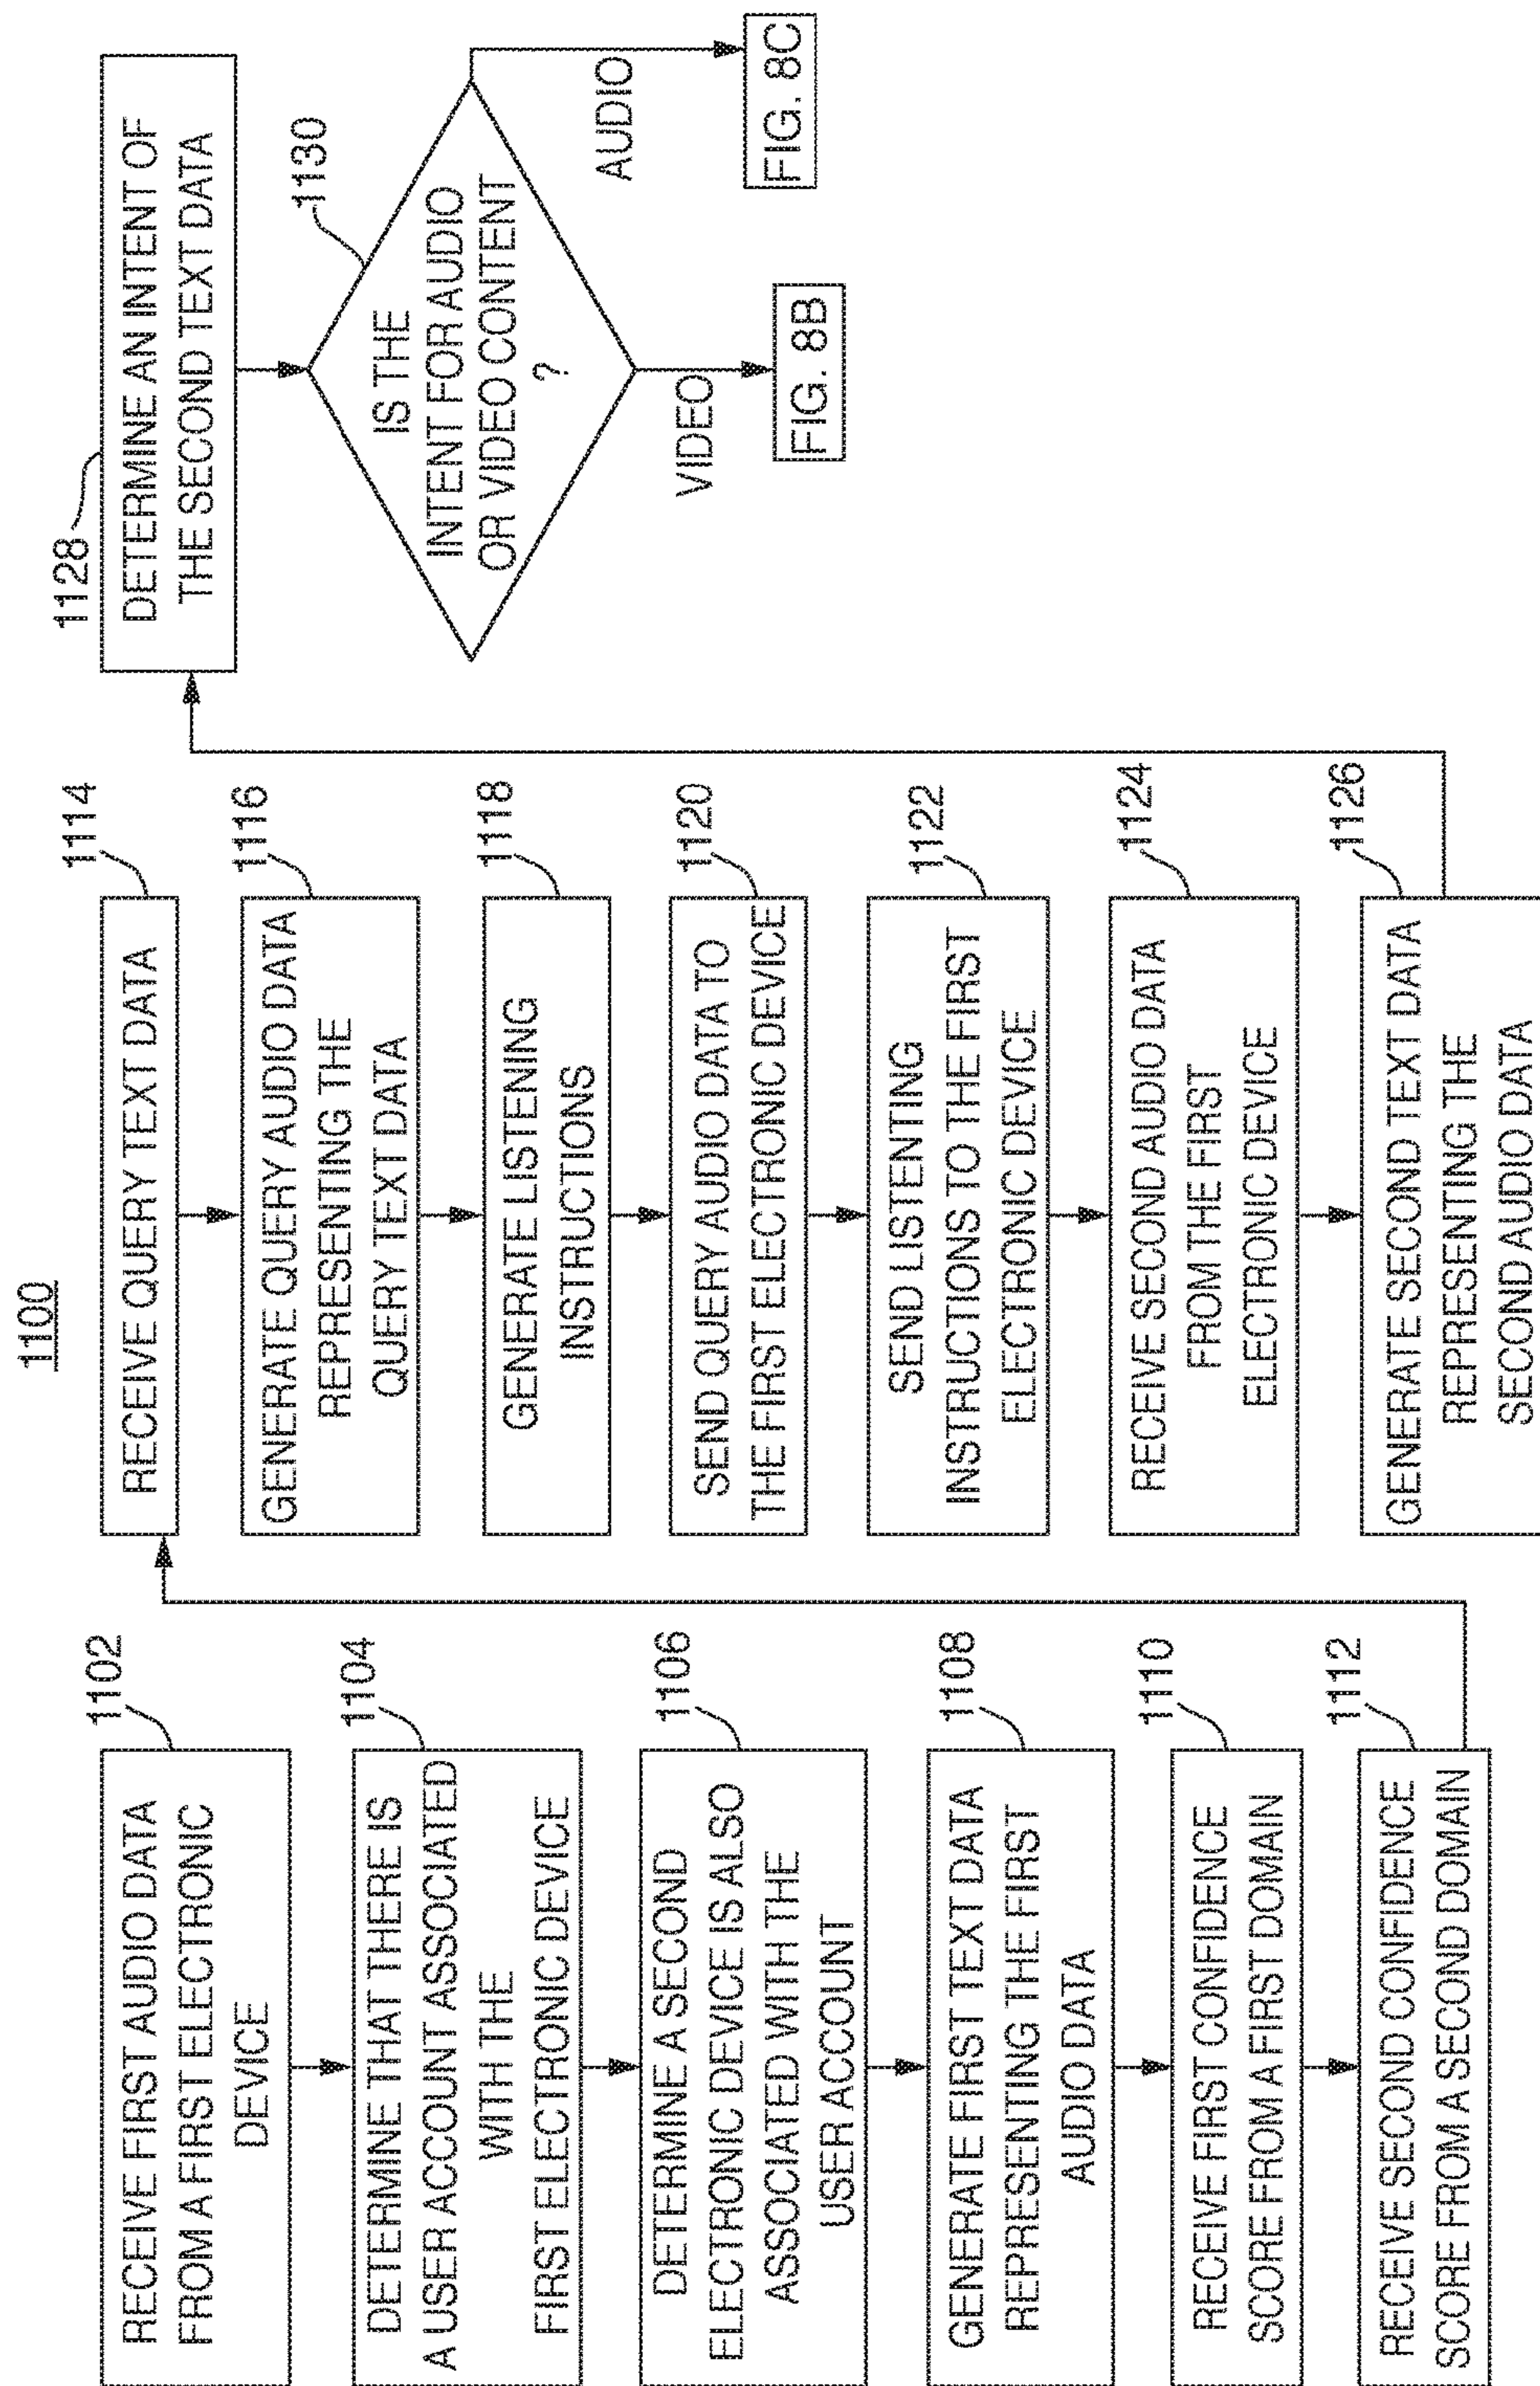 1100
1102
RECEIVE FIRST AUDIO DATA
FROM A FIRST ELECTRONIC
DEVICE
1104
DETERMINE THAT THERE IS
A USER ACCOUNT ASSOCIATED
WITH THE
FIRST ELECTRONIC DEVICE
1106
DETERMINE A SECOND
ELECTRONIC DEVICE IS ALSO
ASSOCIATED WITH THE
USER ACCOUNT
1108
GENERATE FIRST TEXT DATA
REPRESENTING THE FIRST
AUDIO DATA
1110
RECEIVE FIRST CONFIDENCE
SCORE FROM A FIRST DOMAIN
1112
RECEIVE SECOND CONFIDENCE
SCORE FROM A SECOND DOMAIN
1114
RECEIVE QUERY TEXT DATA
1116
GENERATE QUERY AUDIO DATA
REPRESENTING THE
QUERY TEXT DATA
1118
GENERATE LISTENING
INSTRUCTIONS
1120
SEND QUERY AUDIO DATA TO
THE FIRST ELECTRONIC DEVICE
1122
SEND LISTENTING
INSTRUCTIONS TO THE FIRST
ELECTRONIC DEVICE
1124
RECEIVE SECOND AUDIO DATA
FROM THE FIRST
ELECTRONIC DEVICE
1126
GENERATE SECOND TEXT DATA
REPRESENTING THE
SECOND AUDIO DATA
1128
DETERMINE AN INTENT OF
THE SECOND TEXT DATA
1130
IS THE
INTENT FOR AUDIO
OR VIDEO CONTENT
?
VIDEO
FIG. 8B
AUDIO
FIG. 8C